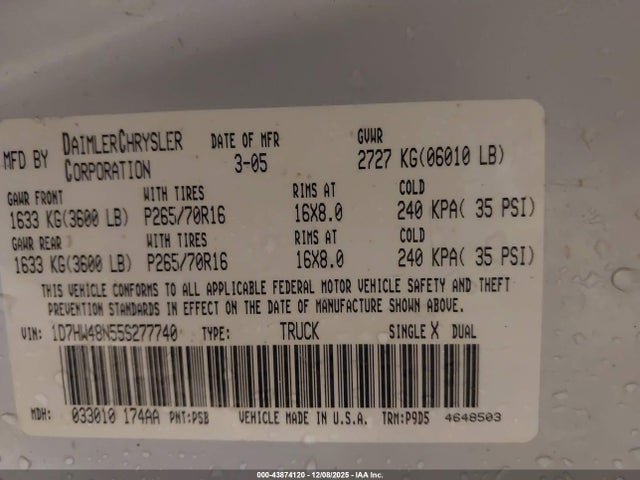 MFD BY DAIMLERCHRYSLER CORPORATION DATE OF MFR 3-05 GVWR 2727 KG(06010 LB)
GAWR FRONT WITH TIRES RIMS AT COLD
1633 KG(3600 LB) P265/70R16 16X8.0 240 KPA( 35 PSI)
GAWR REAR WITH TIRES RIMS AT COLD
1633 KG(3600 LB) P265/70R16 16X8.0 240 KPA( 35 PSI)
THIS VEHICLE CONFORMS TO ALL APPLICABLE FEDERAL MOTOR VEHICLE SAFETY AND THEFT
PREVENTION STANDARDS IN EFFECT ON THE DATE OF MANUFACTURE SHOWN ABOVE.
VIN: 1D7HW48N55S277740 TYPE: TRUCK SINGLE X DUAL
MDH: 033010 174AA PNT:PSB VEHICLE MADE IN U.S.A. TRM:P9D5 4648503
000-43874120 - 12/08/2025 - IAA Inc.